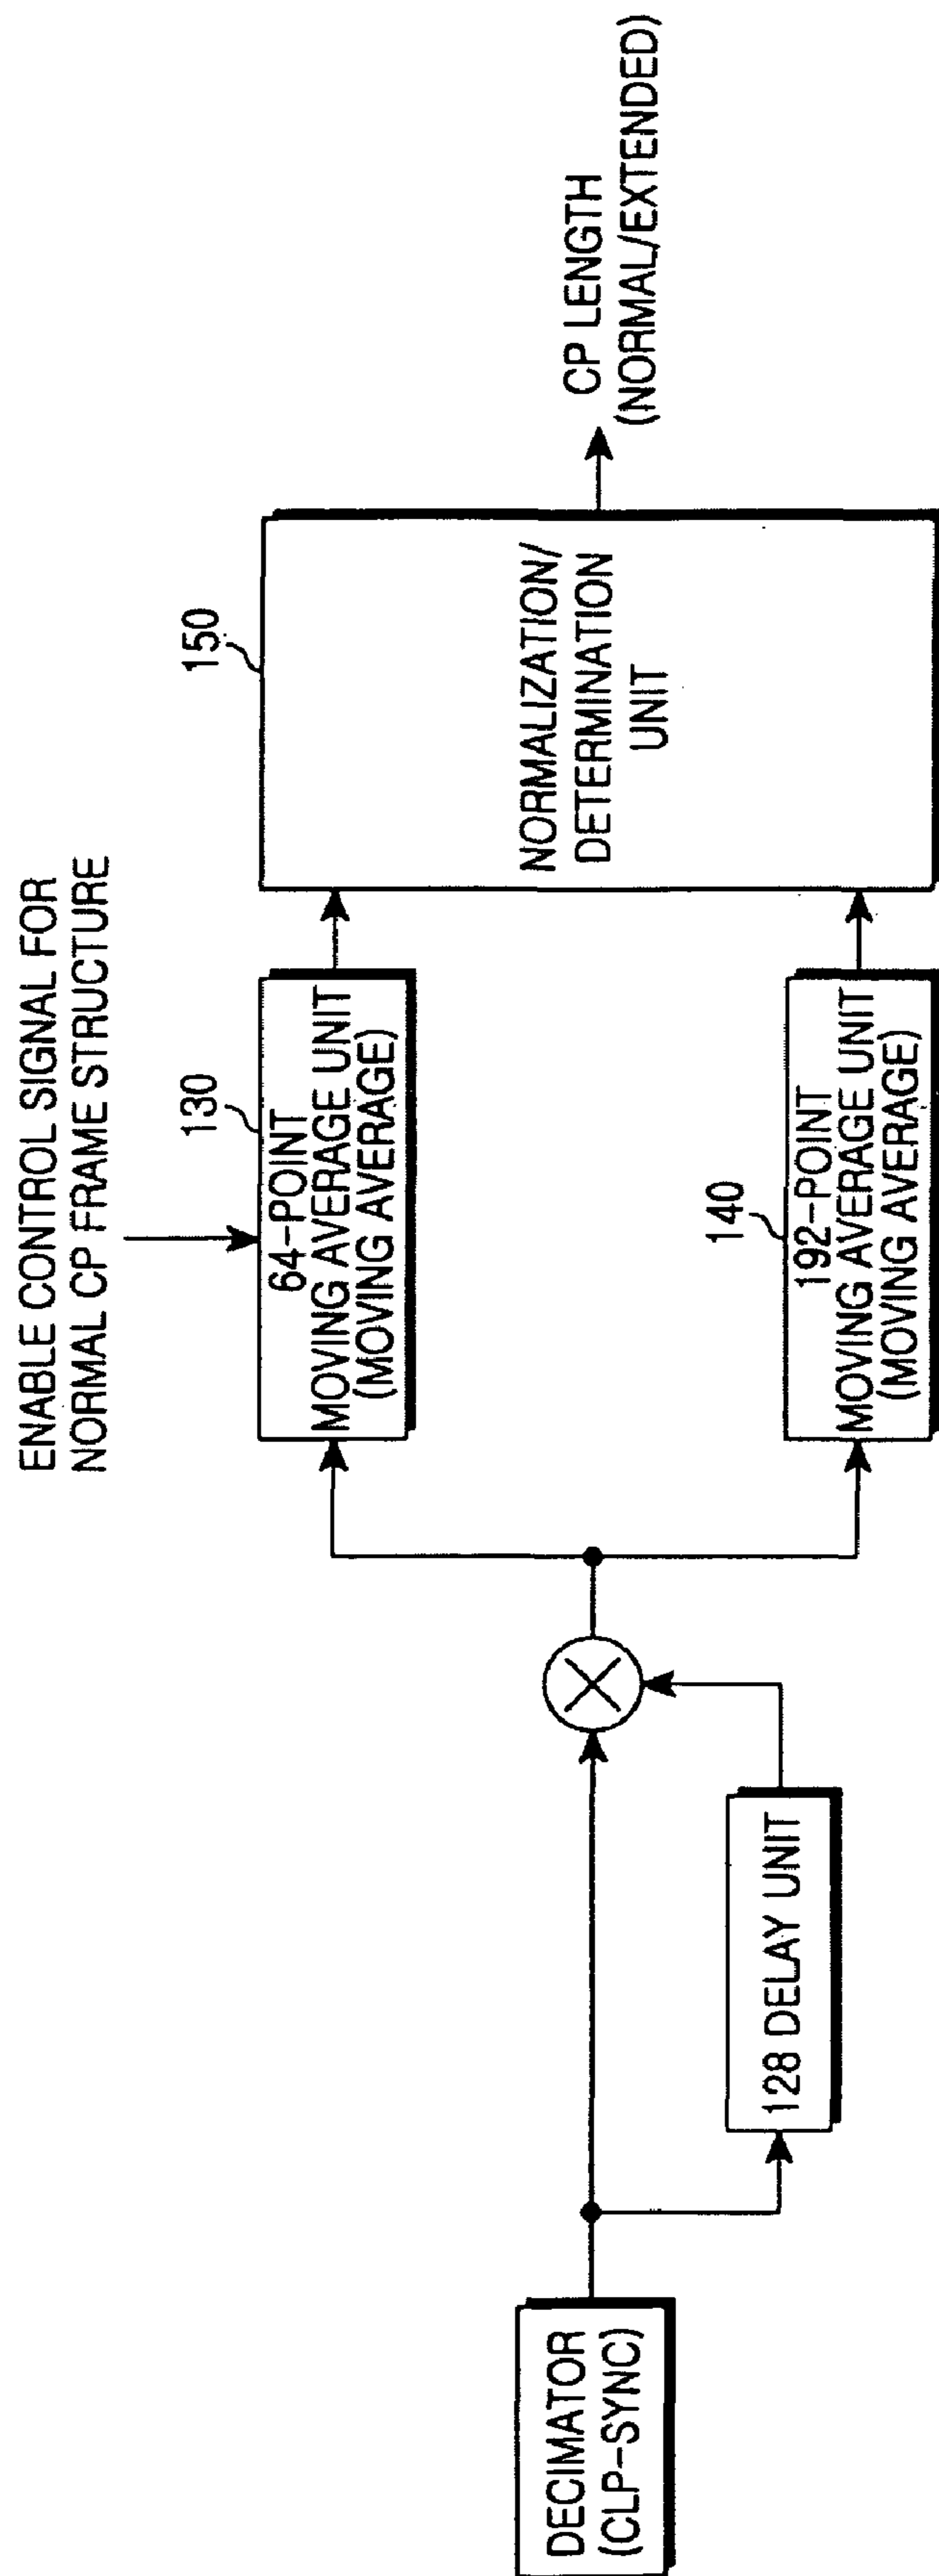 DECIMATOR
(CLP-SYNC)
128 DELAY UNIT
ENABLE CONTROL SIGNAL FOR
NORMAL CP FRAME STRUCTURE
130
64-POINT
MOVING AVERAGE UNIT
(MOVING AVERAGE)
140
192-POINT
MOVING AVERAGE UNIT
(MOVING AVERAGE)
150
NORMALIZATION/
DETERMINATION
UNIT
CP LENGTH
(NORMAL/EXTENDED)